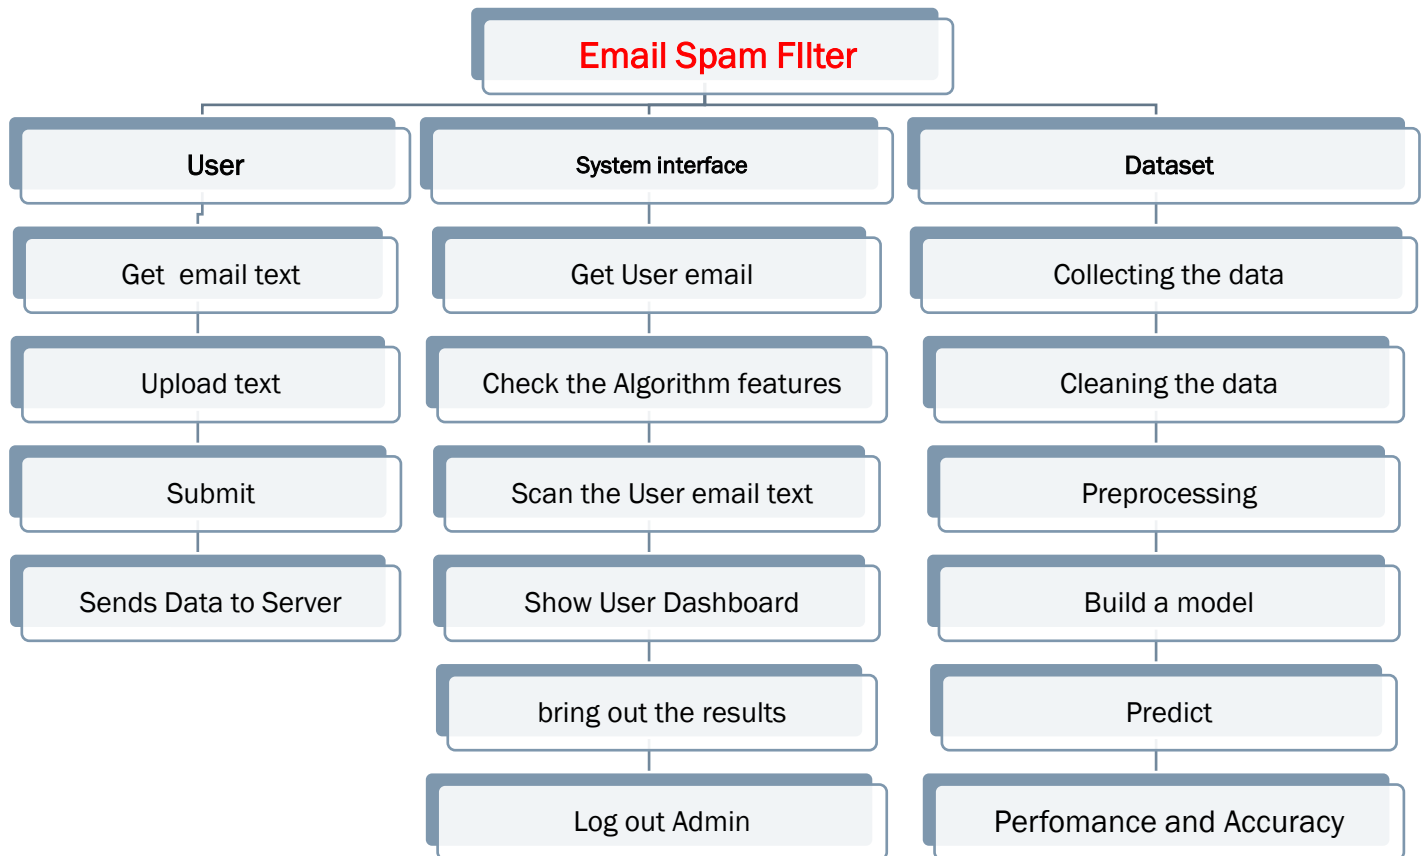 Email Spam FIlter
User
System interface
Dataset
Get email text
Get User email
Collecting the data
Upload text
Check the Algorithm features
Cleaning the data
Submit
Scan the User email text
Preprocessing
Sends Data to Server
Show User Dashboard
Build a model
bring out the results
Predict
Log out Admin
Perfomance and Accuracy